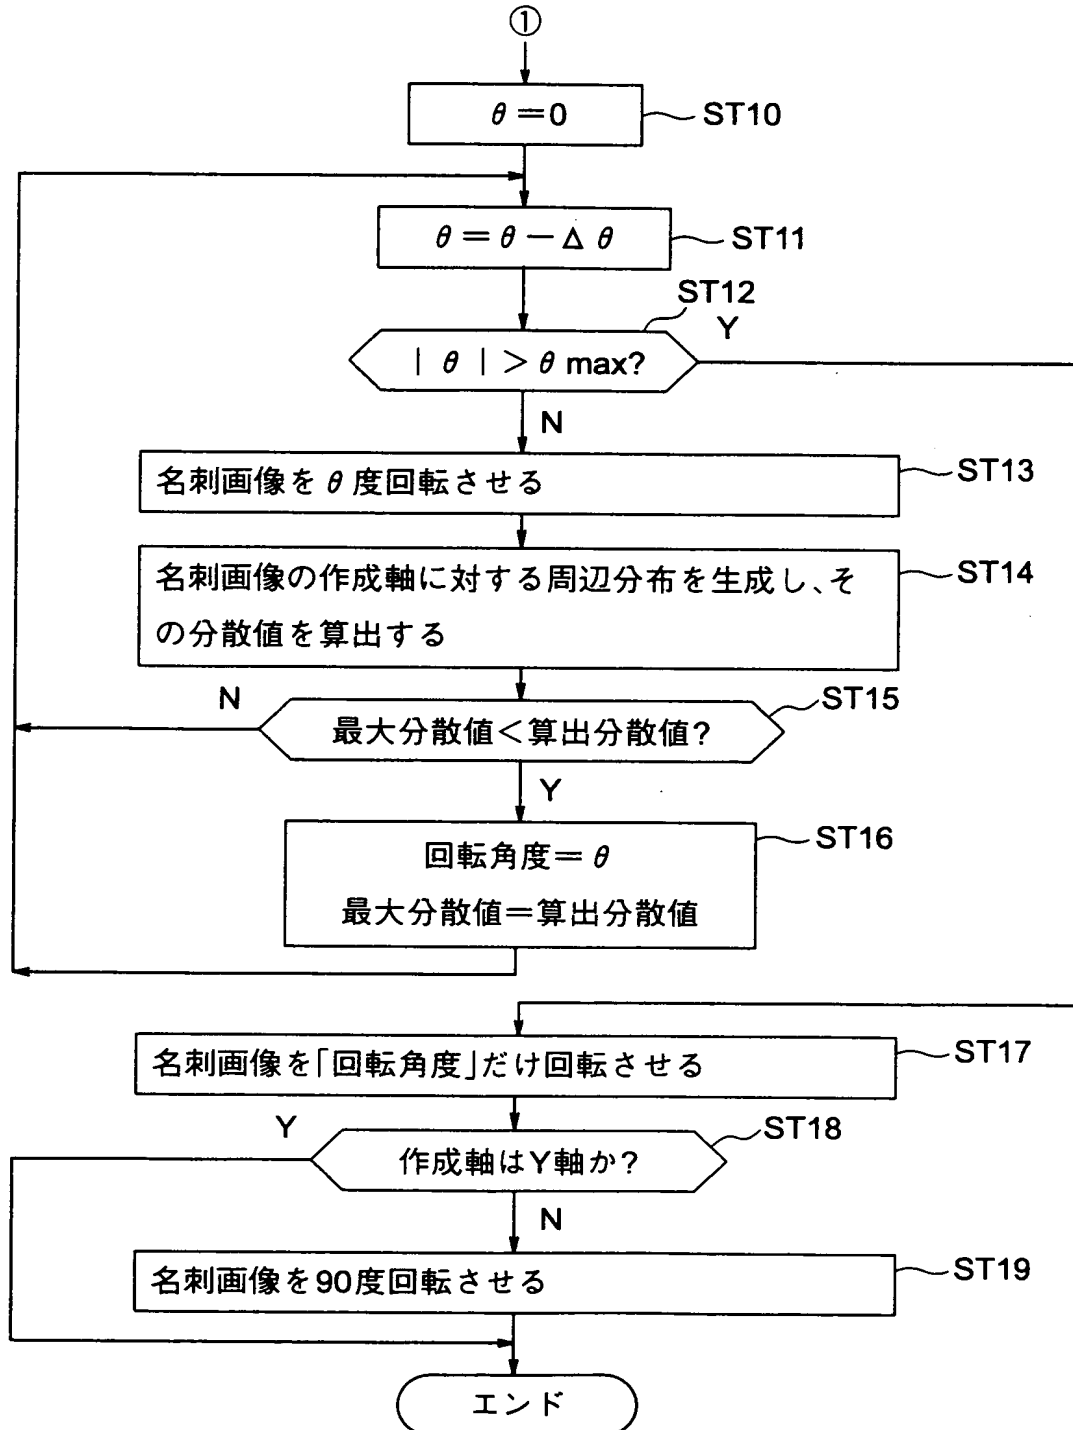 ①
θ=0
ST10
θ=θ-Δθ
ST11
ST12
Y
| θ | > θ max?
N
名刺画像をθ度回転させる
ST13
名刺画像の作成軸に対する周辺分布を生成し、そ
の分散値を算出する
ST14
N
ST15
最大分散値<算出分散値?
Y
回転角度=θ
最大分散値=算出分散値
ST16
名刺画像を「回転角度」だけ回転させる
ST17
Y
ST18
作成軸はY軸か?
N
名刺画像を90度回転させる
ST19
エンド